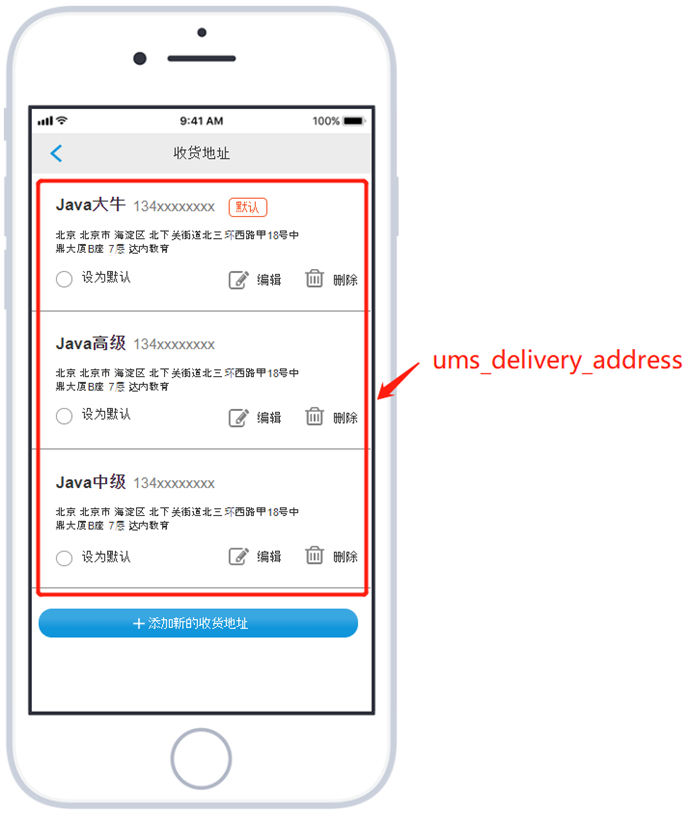 9:41 AM
100%
收货地址
Java大牛 134xxxxxxxx 默认
北京 北京市 海淀区 北下关街道北三环西路甲18号中
鼎大厦B座 7层 达内教育
设为默认 编辑 删除
Java高级 134xxxxxxxx
北京 北京市 海淀区 北下关街道北三环西路甲18号中
鼎大厦B座 7层 达内教育
设为默认 编辑 删除
Java中级 134xxxxxxxx
北京 北京市 海淀区 北下关街道北三环西路甲18号中
鼎大厦B座 7层 达内教育
设为默认 编辑 删除
+添加新的收货地址
ums_delivery_address